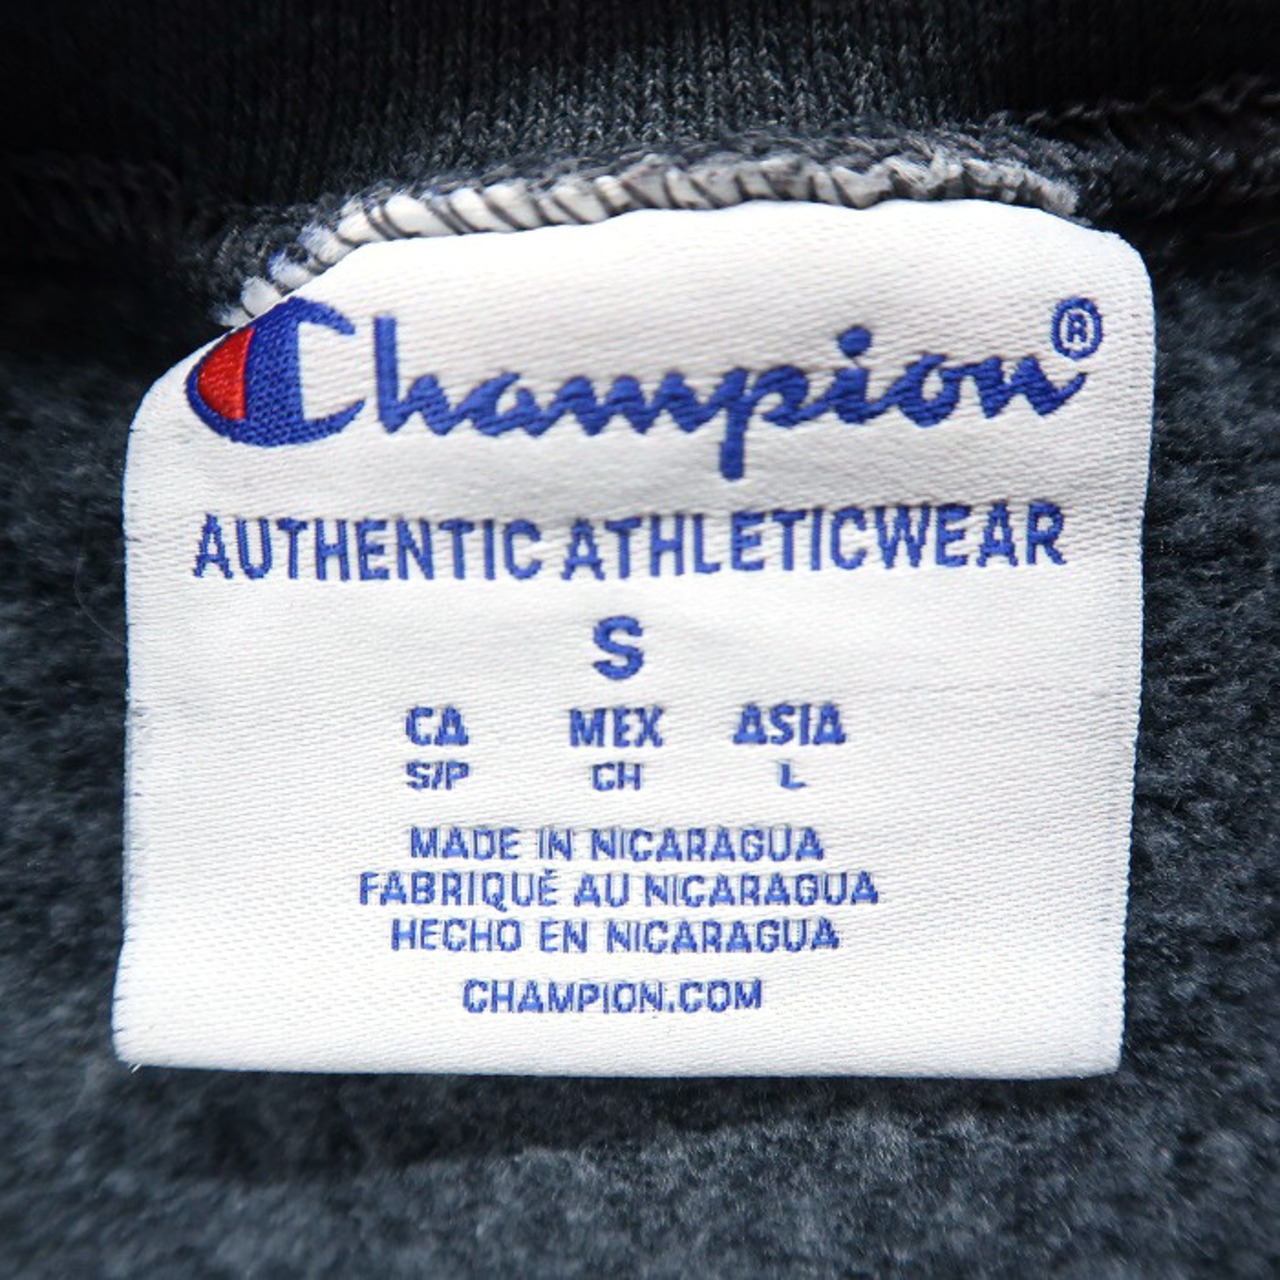 Champion®
AUTHENTIC ATHLETICWEAR
S
CA MEX ASIA
S/P CH L
MADE IN NICARAGUA
FABRIQUÉ AU NICARAGUA
HECHO EN NICARAGUA
CHAMPION.COM